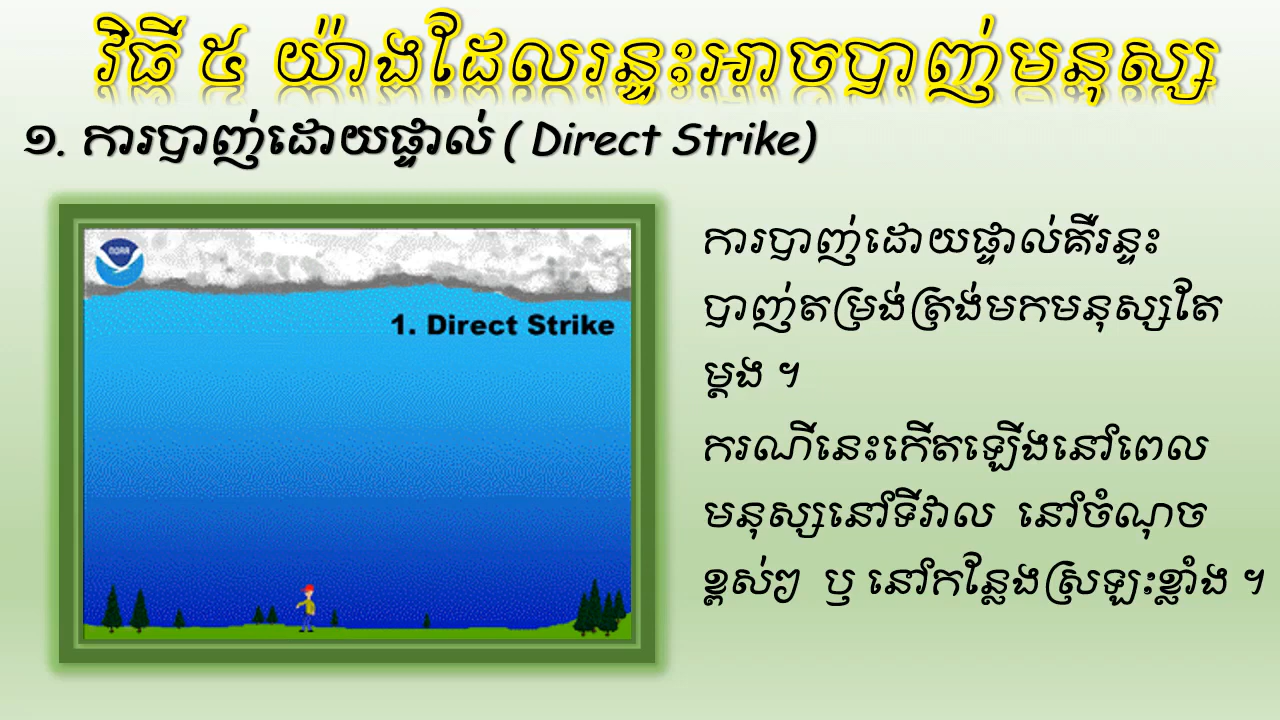 វិធី ៥ យ៉ាងដែលរន្ទះអាចបាញ់មនុស្ស
១. ការបាញ់ដោយផ្ទាល់ ( Direct Strike)
NOAA
1. Direct Strike
ការបាញ់ដោយផ្ទាល់គឺរន្ទះ
បាញ់តម្រង់ត្រង់មកមនុស្សតែ
ម្តង ។
ករណីនេះកើតឡើងនៅពេល
មនុស្សនៅទីវាល នៅចំណុច
ខ្ពស់ៗ ឬ នៅកន្លែងស្រឡះខ្លាំង ។